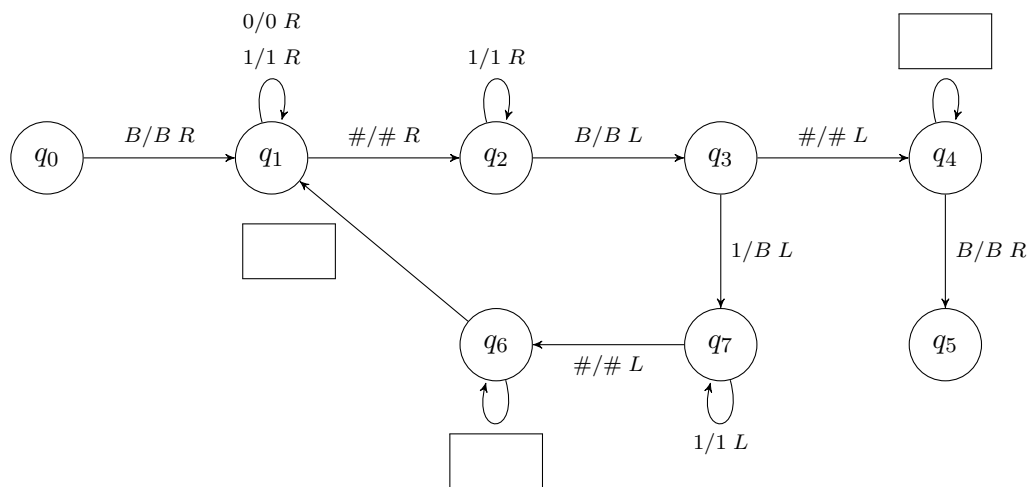 0/0 R
1/1 R
1/1 R
B/B R
#/# R
B/B L
#/# L
q0
q1
q2
q3
q4
1/B L
B/B R
q6
q7
q5
#/# L
1/1 L